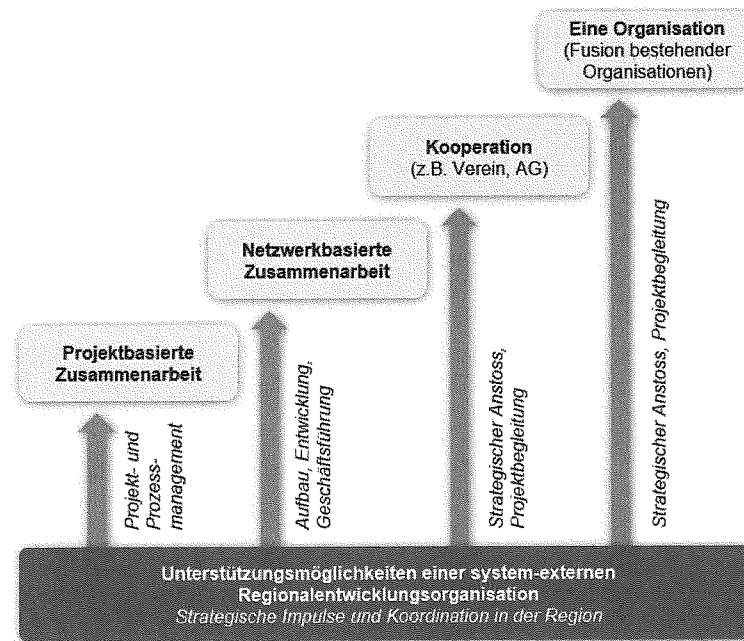 Eine Organisation
(Fusion bestehender
Organisationen)
Kooperation
(z.B. Verein, AG)
Netzwerkbasierte
Zusammenarbeit
Projektbasierte
Zusammenarbeit
Projekt- und
Prozess-
management
Aufbau, Entwicklung,
Geschäftsführung
Strategischer Anstoss,
Projektbegleitung
Strategischer Anstoss, Projektbegleitung
Unterstützungsmöglichkeiten einer system-externen
Regionalentwicklungsorganisation
Strategische Impulse und Koordination in der Region